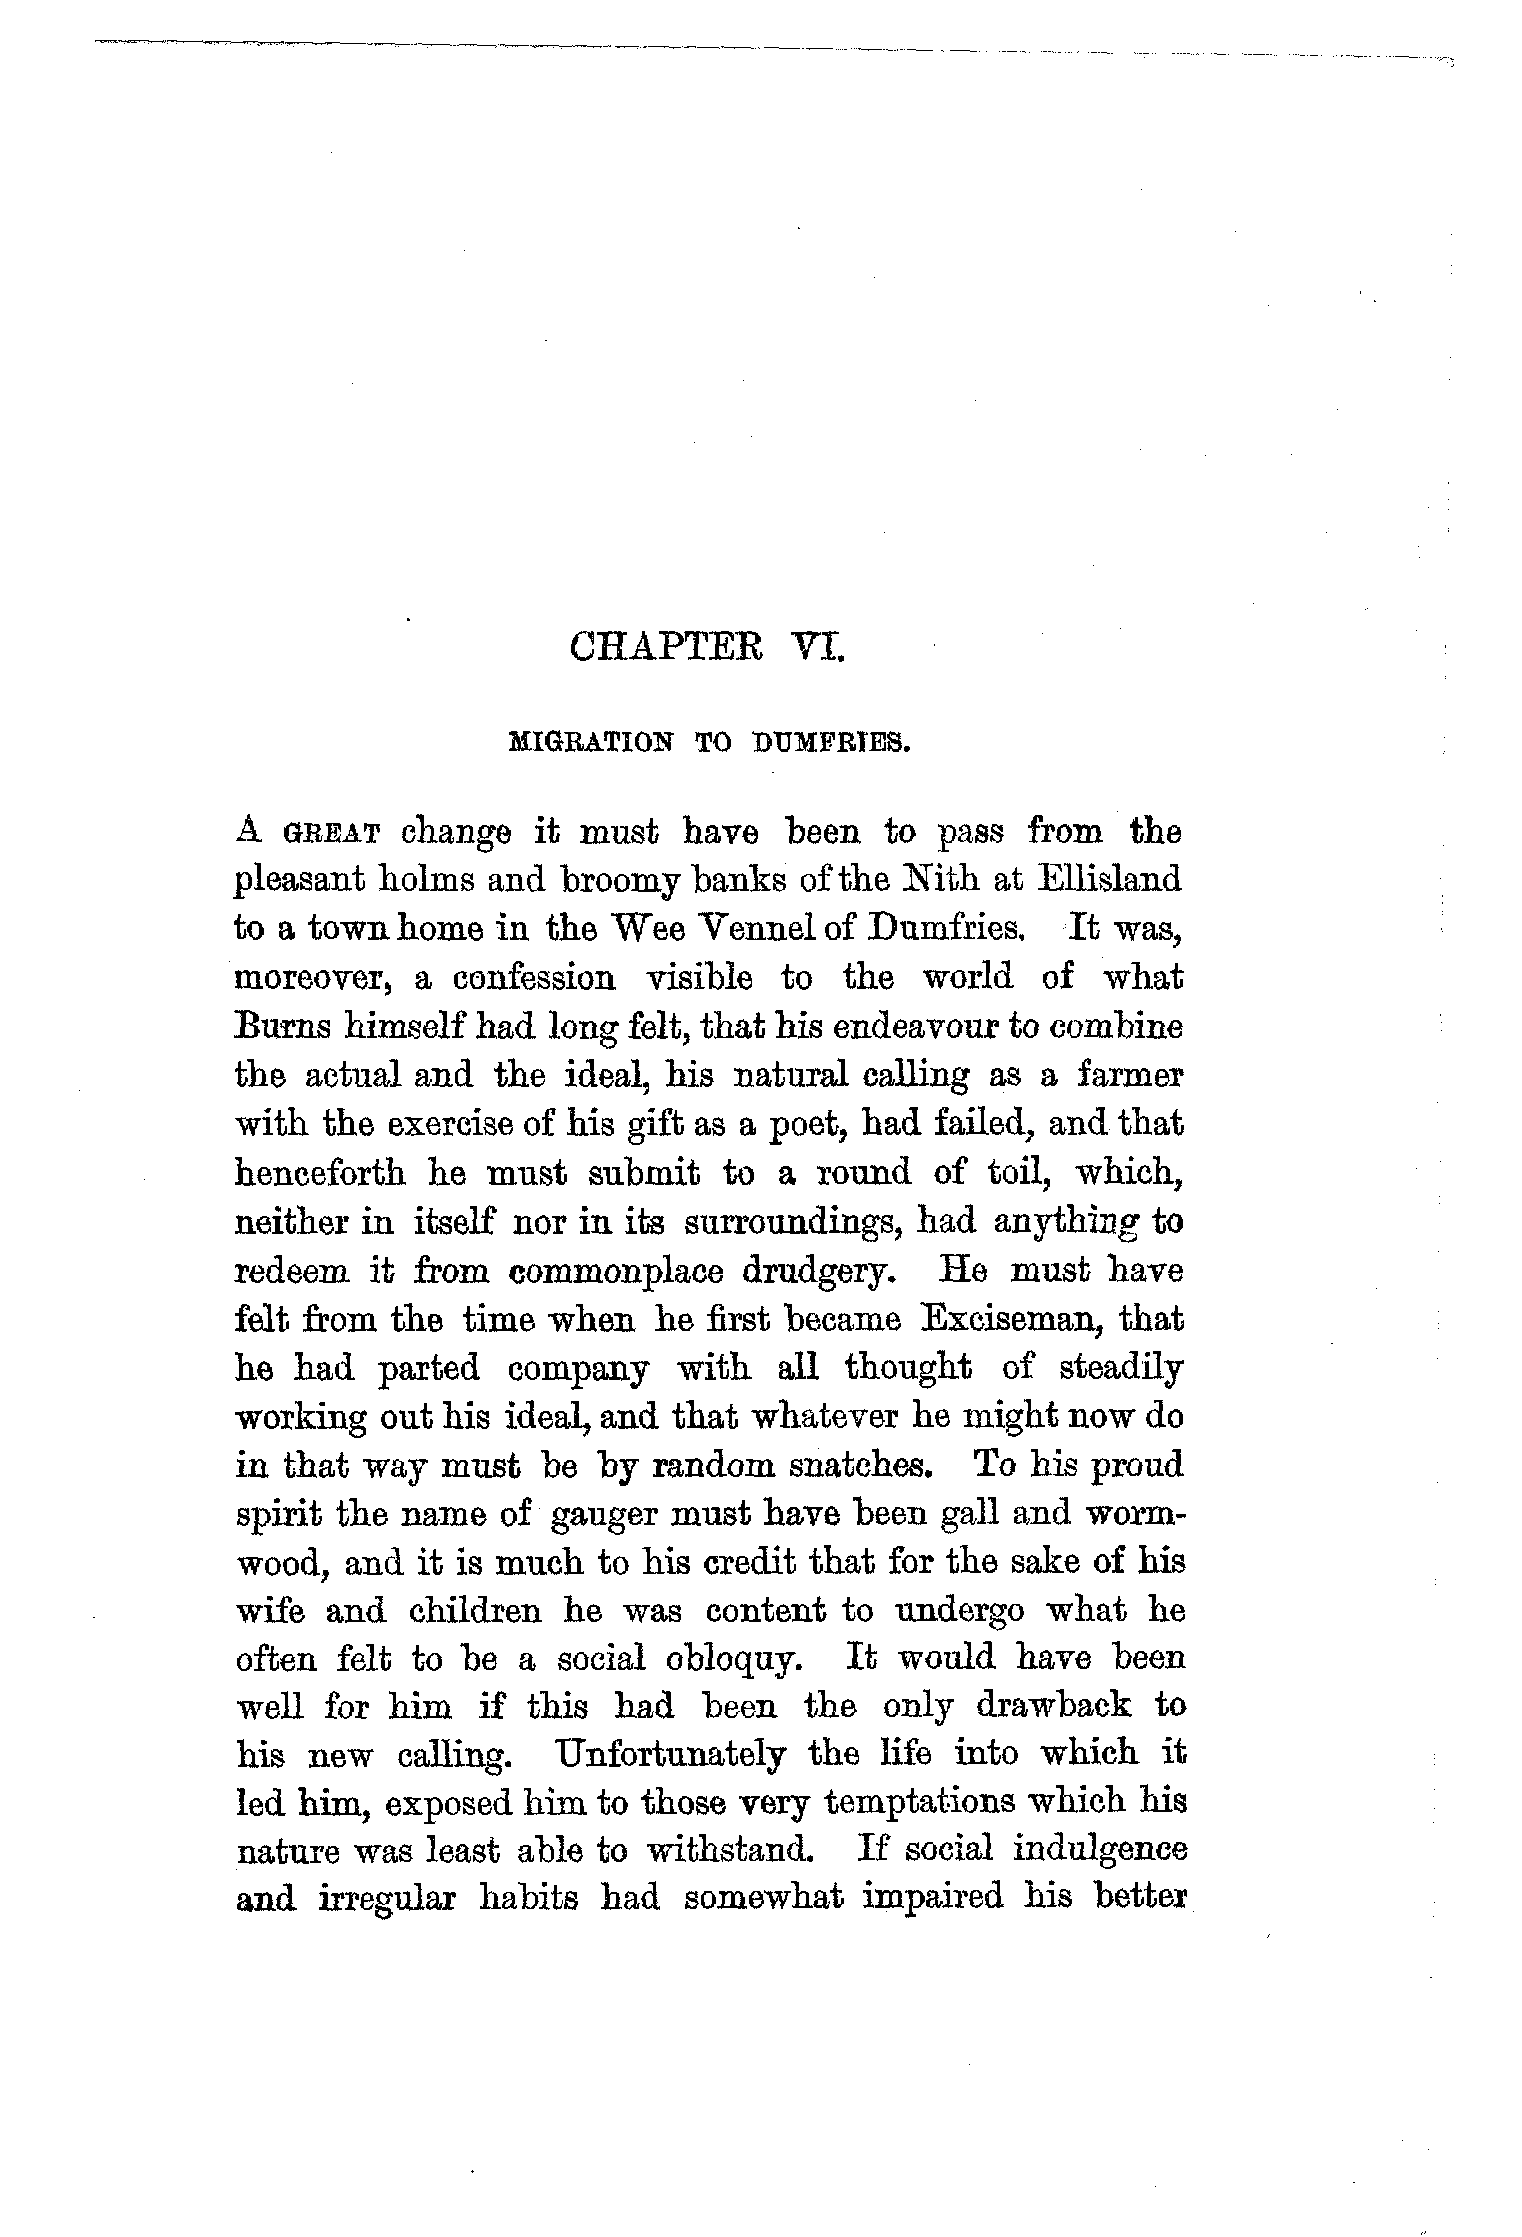 CHAPTER VI.
MIGRATION TO DUMFRIES.
A GREAT change it must have been to pass from the
pleasant holms and broomy banks of the Nith at Ellisland
to a town home in the Wee Vennel of Dumfries. It was,
moreover, a confession visible to the world of what
Burns himself had long felt, that his endeavour to combine
the actual and the ideal, his natural calling as a farmer
with the exercise of his gift as a poet, had failed, and that
henceforth he must submit to a round of toil, which,
neither in itself nor in its surroundings, had anything to
redeem it from commonplace drudgery. He must have
felt from the time when he first became Exciseman, that
he had parted company with all thought of steadily
working out his ideal, and that whatever he might now do
in that way must be by random snatches. To his proud
spirit the name of gauger must have been gall and worm-
wood, and it is much to his credit that for the sake of his
wife and children he was content to undergo what he
often felt to be a social obloquy. It would have been
well for him if this had been the only drawback to
his new calling. Unfortunately the life into which it
led him, exposed him to those very temptations which his
nature was least able to withstand. If social indulgence
and irregular habits had somewhat impaired his better